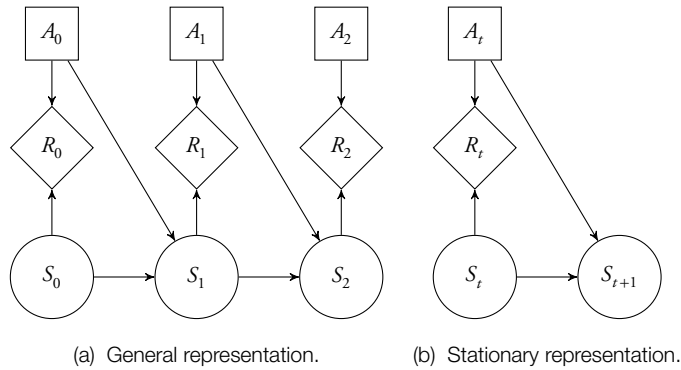 A₀ A₁ A₂ Aₜ
R₀ R₁ R₂ Rₜ
S₀ S₁ S₂ Sₜ Sₜ₊₁
(a) General representation. (b) Stationary representation.